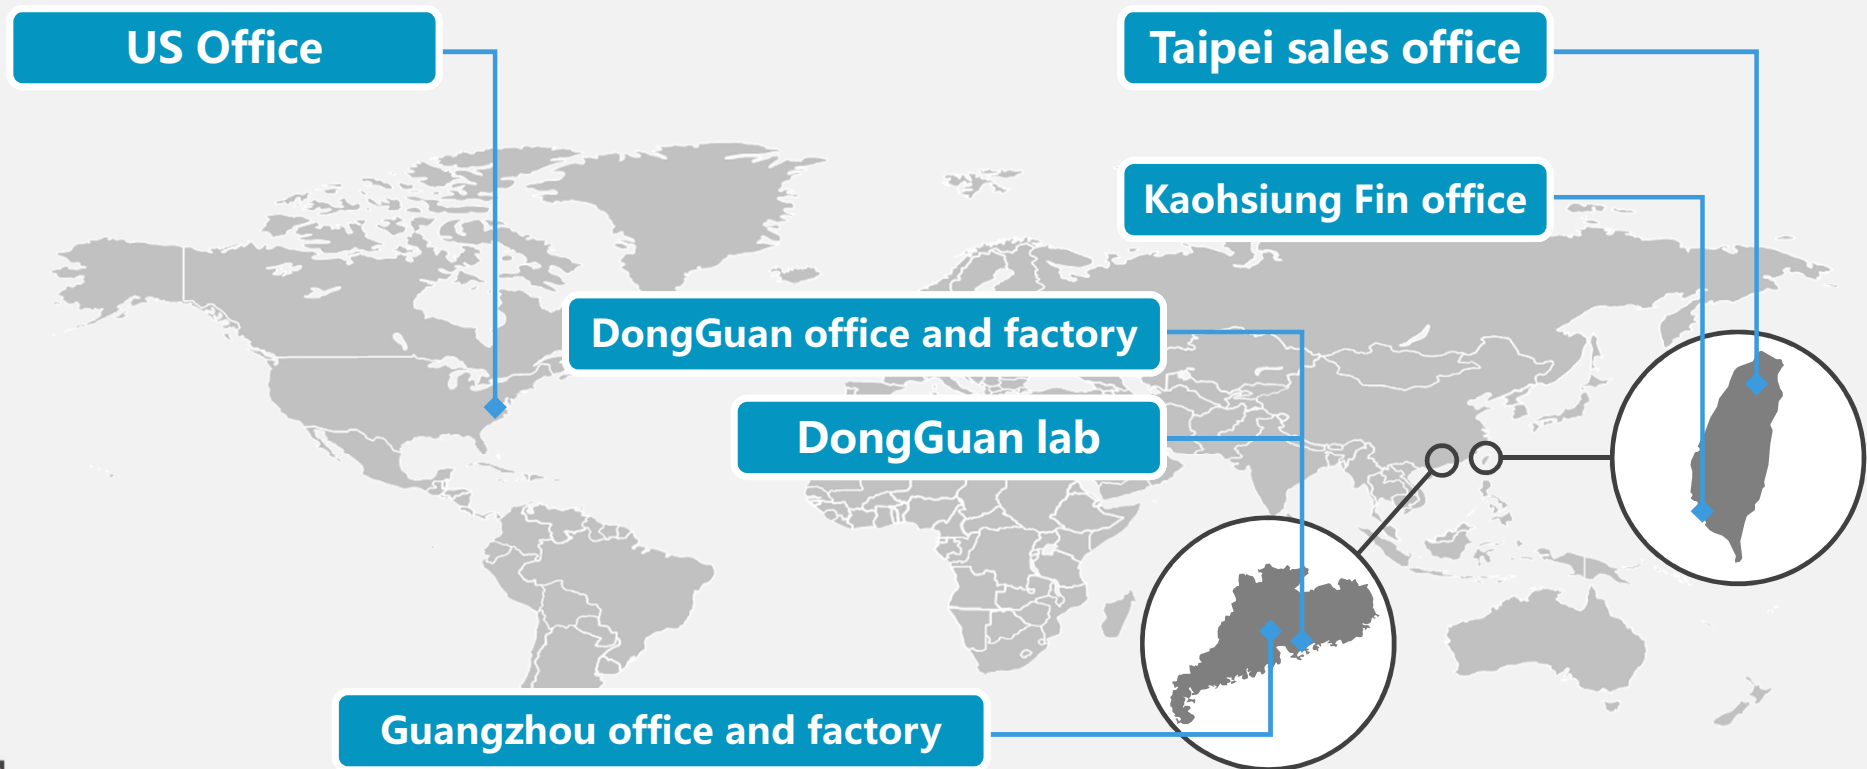 US Office
Taipei sales office
Kaohsiung Fin office
DongGuan office and factory
DongGuan lab
Guangzhou office and factory